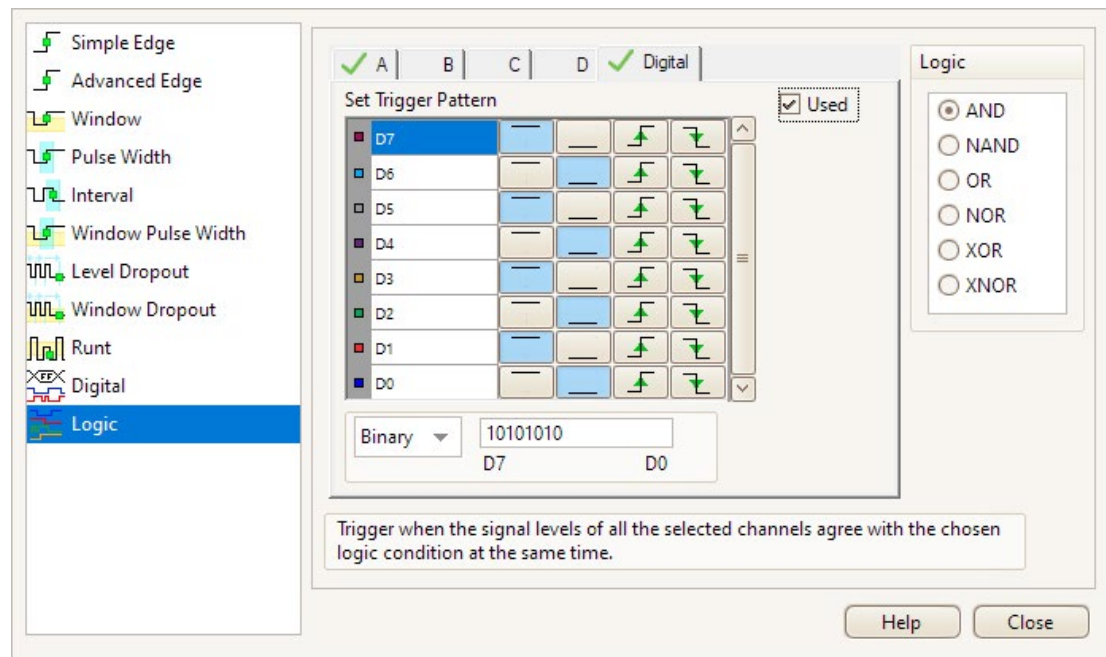 Simple Edge
Advanced Edge
Window
Pulse Width
Interval
Window Pulse Width
Level Dropout
Window Dropout
Runt
Digital
Logic
A B C D Digital
Set Trigger Pattern
Used
D7
D6
D5
D4
D3
D2
D1
D0
Binary 10101010
D7 D0
Logic
AND
NAND
OR
NOR
XOR
XNOR
Trigger when the signal levels of all the selected channels agree with the chosen
logic condition at the same time.
Help Close